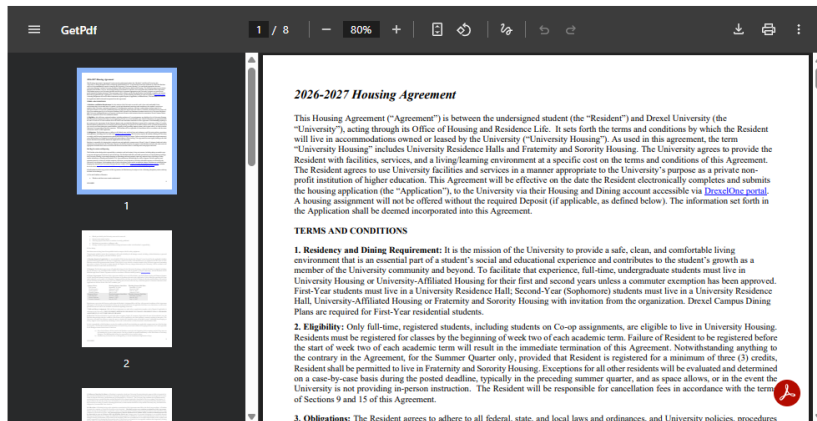 GetPdf
1 / 8
80%
1
2
2026-2027 Housing Agreement
This Housing Agreement (“Agreement”) is between the undersigned student (the “Resident”) and Drexel University (the
“University”), acting through its Office of Housing and Residence Life. It sets forth the terms and conditions by which the Resident
will live in accommodations owned or leased by the University (“University Housing”). As used in this agreement, the term
“University Housing” includes University Residence Halls and Fraternity and Sorority Housing. The University agrees to provide the
Resident with facilities, services, and a living/learning environment at a specific cost on the terms and conditions of this Agreement.
The Resident agrees to use University facilities and services in a manner appropriate to the University’s purpose as a private non-
profit institution of higher education. This Agreement will be effective on the date the Resident electronically completes and submits
the housing application (the “Application”), to the University via their Housing and Dining account accessible via DrexelOne portal.
A housing assignment will not be offered without the required Deposit (if applicable, as defined below). The information set forth in
the Application shall be deemed incorporated into this Agreement.
TERMS AND CONDITIONS
1. Residency and Dining Requirement: It is the mission of the University to provide a safe, clean, and comfortable living
environment that is an essential part of a student’s social and educational experience and contributes to the student’s growth as a
member of the University community and beyond. To facilitate that experience, full-time, undergraduate students must live in
University Housing or University-Affiliated Housing for their first and second years unless a commuter exemption has been approved.
First-Year students must live in a University Residence Hall; Second-Year (Sophomore) students must live in a University Residence
Hall, University-Affiliated Housing or Fraternity and Sorority Housing with invitation from the organization. Drexel Campus Dining
Plans are required for First-Year residential students.
2. Eligibility: Only full-time, registered students, including students on Co-op assignments, are eligible to live in University Housing.
Residents must be registered for classes by the beginning of week two of each academic term. Failure of Resident to be registered before
the start of week two of each academic term will result in the immediate termination of this Agreement. Notwithstanding anything to
the contrary in the Agreement, for the Summer Quarter only, provided that Resident is registered for a minimum of three (3) credits,
Resident shall be permitted to live in Fraternity and Sorority Housing. Exceptions for all other residents will be evaluated and determined
on a case-by-case basis during the posted deadline, typically in the preceding summer quarter, and as space allows, or in the event the
University is not providing in-person instruction. The Resident will be responsible for cancellation fees in accordance with the terms
of Sections 9 and 15 of this Agreement.
3. Obligations: The Resident agrees to adhere to all federal, state, and local laws and ordinances, and University policies, procedures